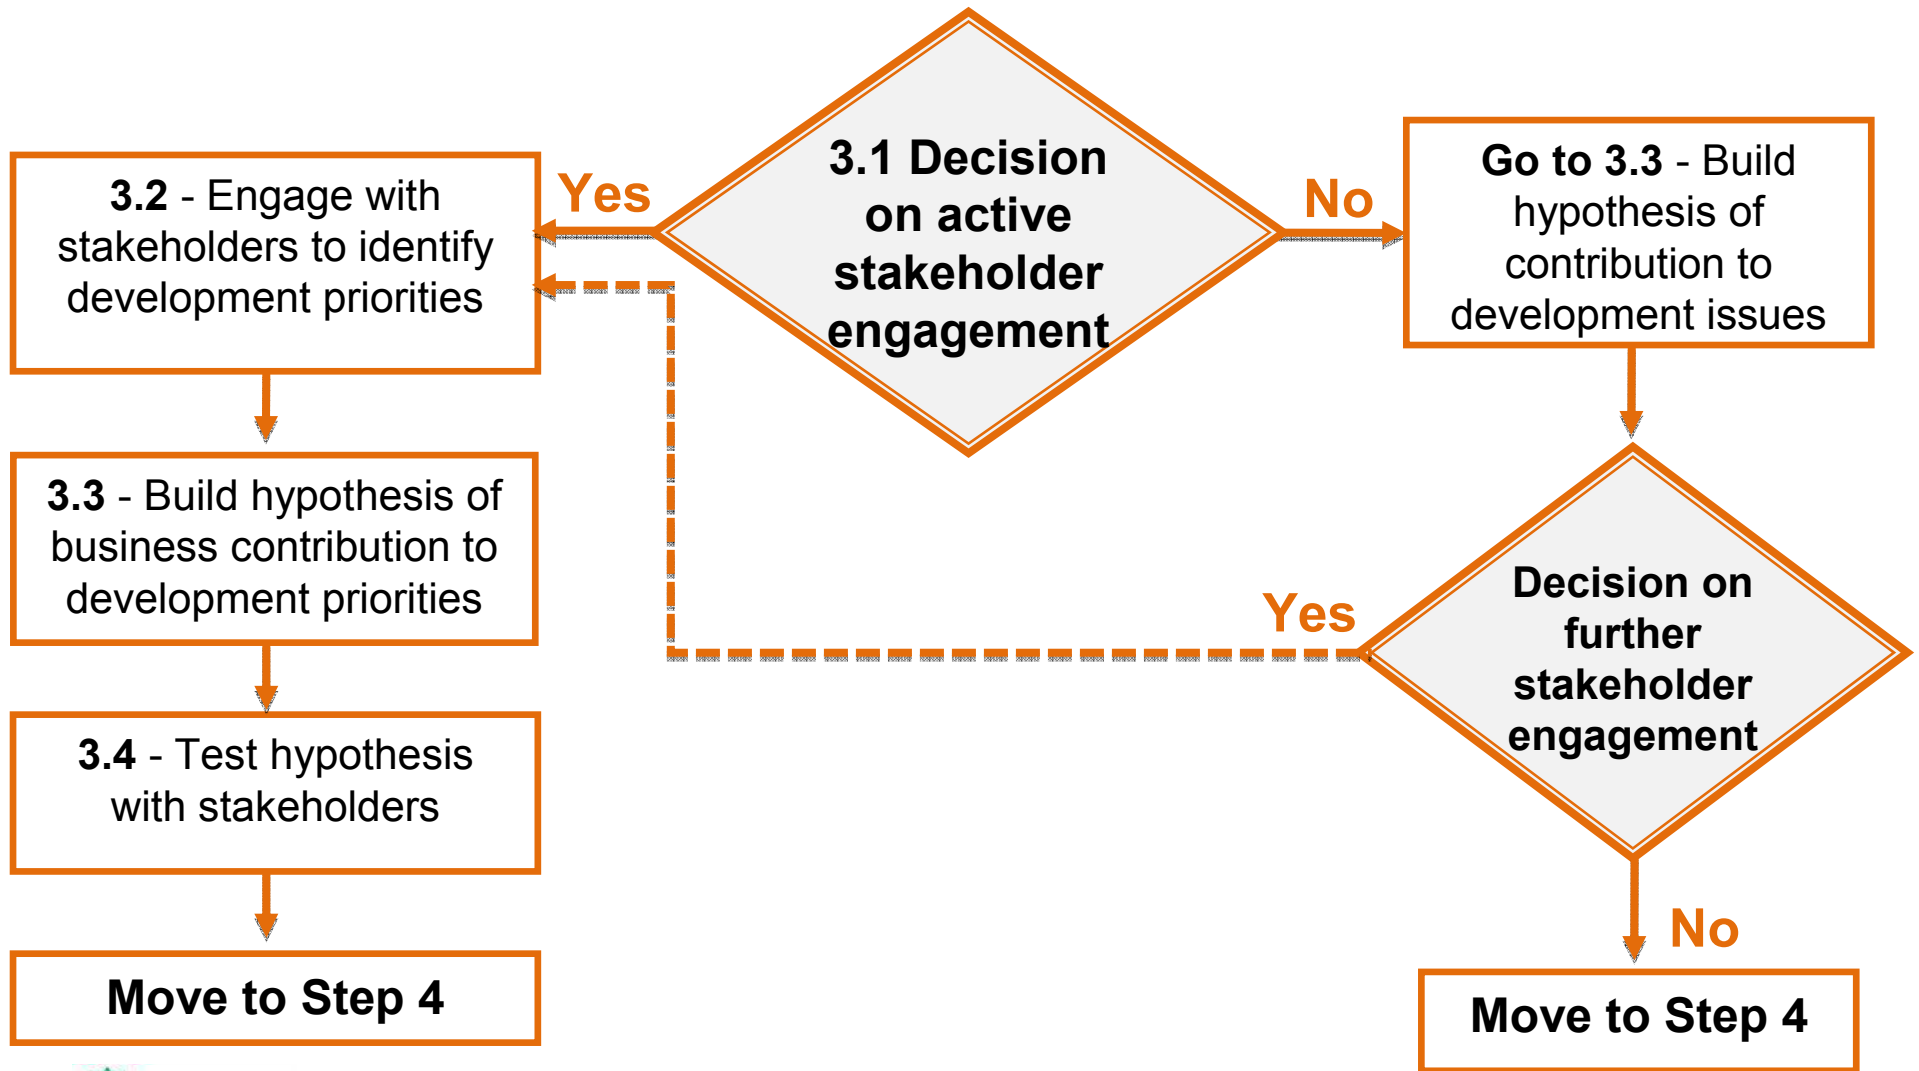 3.1 Decision
on active
stakeholder
engagement
Yes
No
3.2 - Engage with
stakeholders to identify
development priorities
3.3 - Build hypothesis of
business contribution to
development priorities
3.4 - Test hypothesis
with stakeholders
Move to Step 4
Go to 3.3 - Build
hypothesis of
contribution to
development issues
Decision on
further
stakeholder
engagement
Yes
No
Move to Step 4